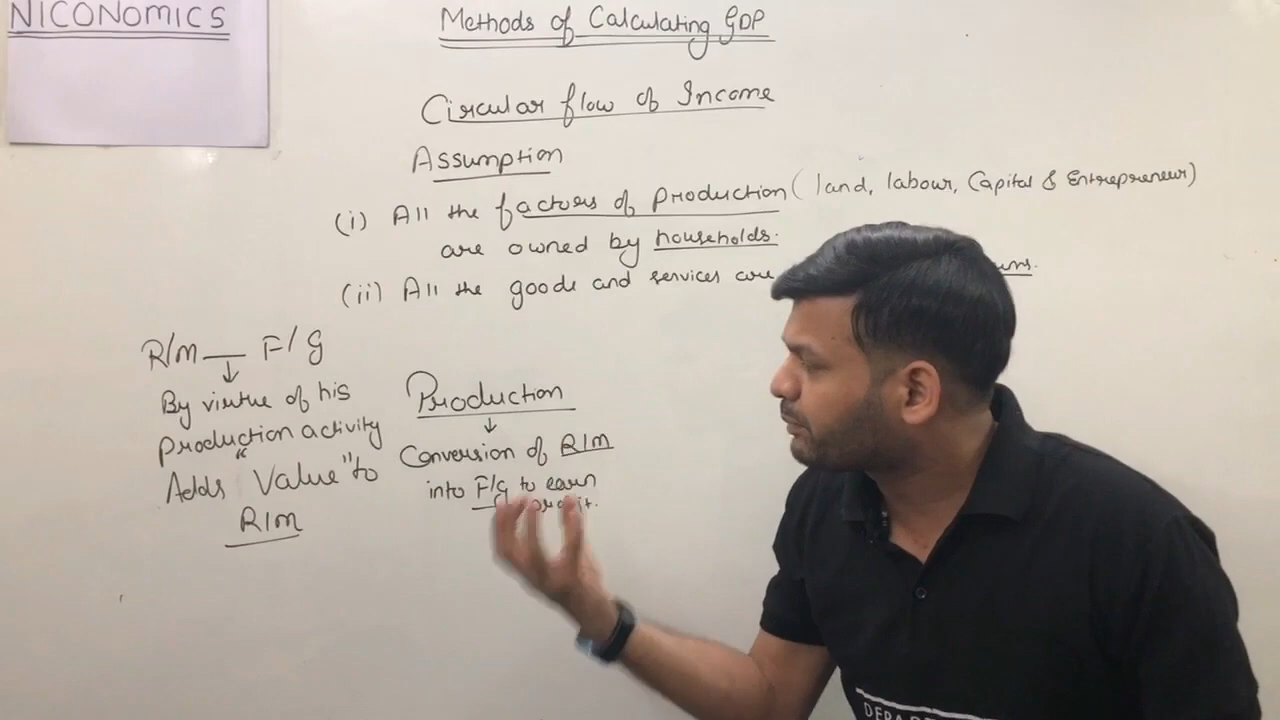 NICONOMICS
Methods of Calculating GDP
Circular flow of Income
Assumption
(i) All the factors of production ( land, labour, Capital & Entrepreneur)
are owned by households.
(ii) All the goods and services are
R/m — F/G
↓
By virtue of his
production activity
Adds "Value" to
R/m
Production
↓
Conversion of R/m
into F/G to earn
profit.